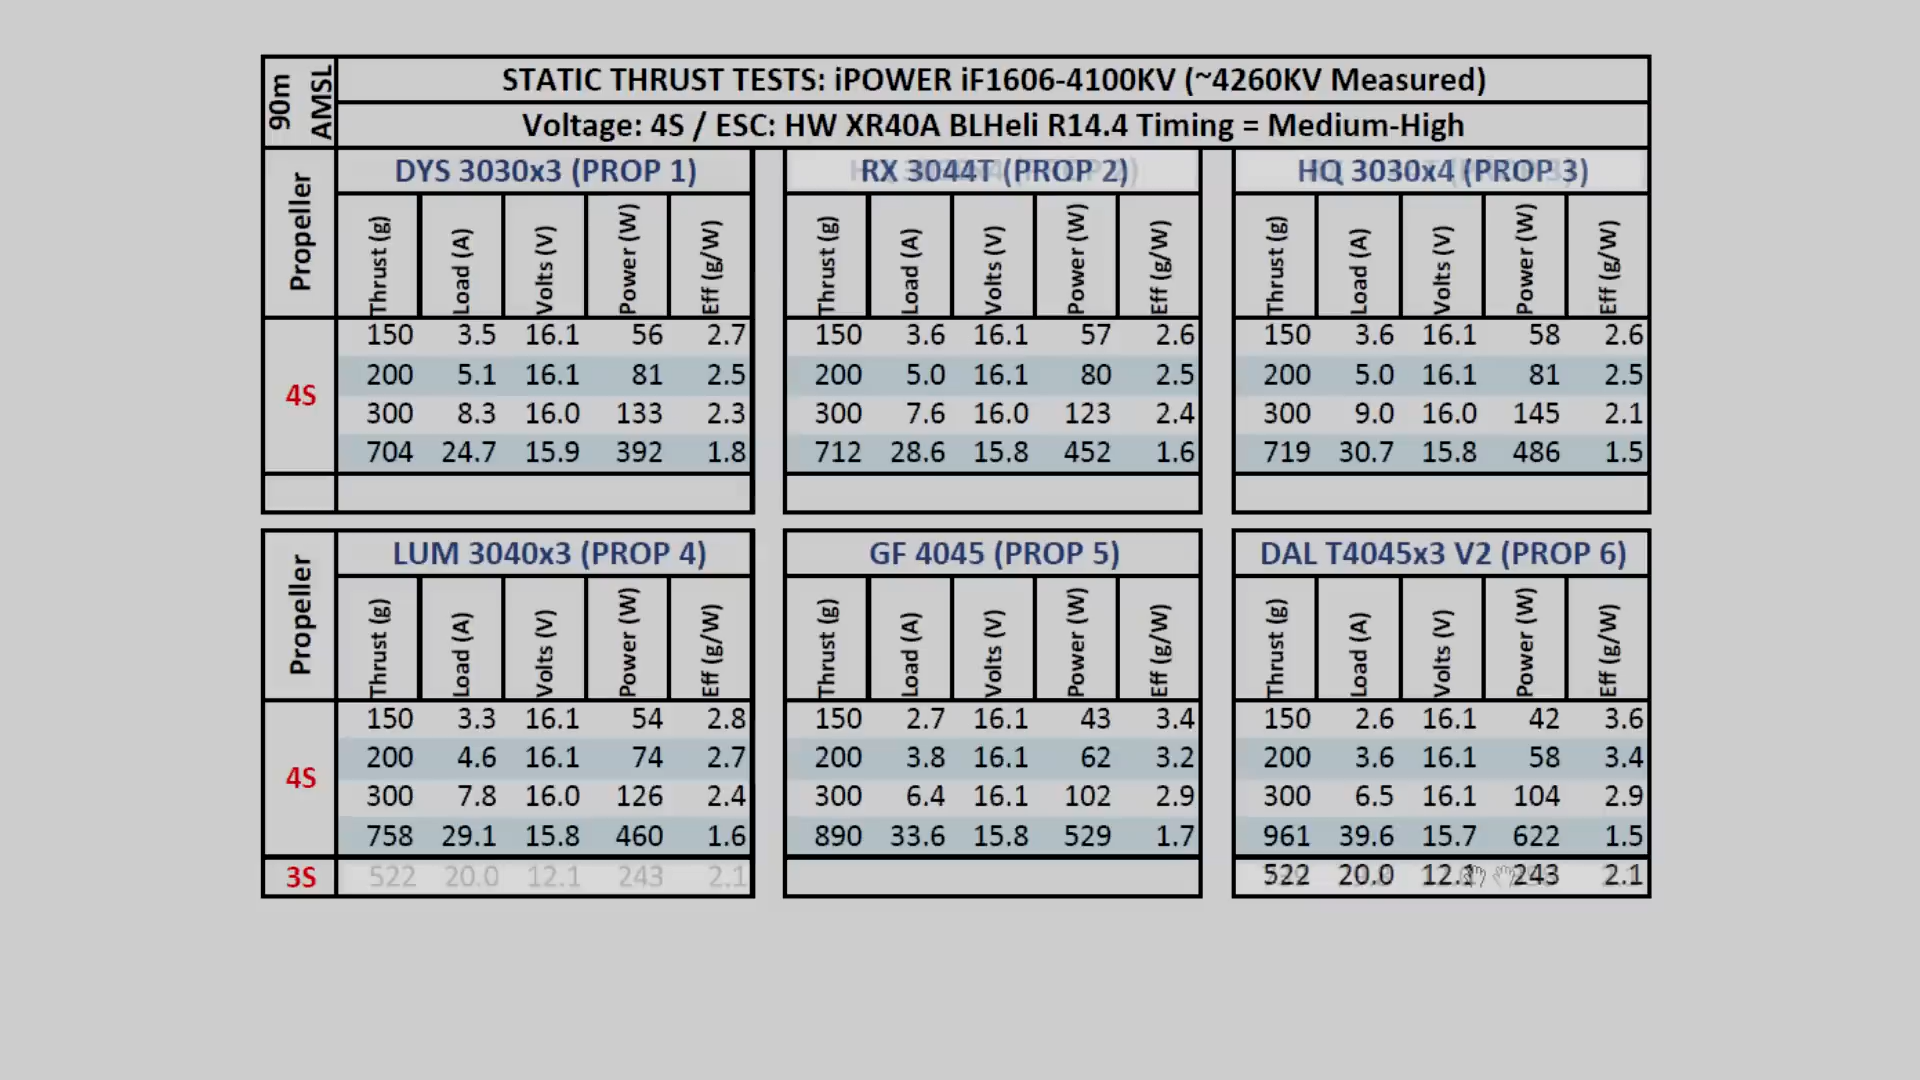 90m AMSL
STATIC THRUST TESTS: iPOWER iF1606-4100KV (~4260KV Measured)
Voltage: 4S / ESC: HW XR40A BLHeli R14.4 Timing = Medium-High
Propeller DYS 3030x3 (PROP 1) RX 3044T (PROP 2) HQ 3030x4 (PROP 3)
Thrust (g) Load (A) Volts (V) Power (W) Eff (g/W) Thrust (g) Load (A) Volts (V) Power (W) Eff (g/W) Thrust (g) Load (A) Volts (V) Power (W) Eff (g/W)
4S
150 3.5 16.1 56 2.7 150 3.6 16.1 57 2.6 150 3.6 16.1 58 2.6
200 5.1 16.1 81 2.5 200 5.0 16.1 80 2.5 200 5.0 16.1 81 2.5
300 8.3 16.0 133 2.3 300 7.6 16.0 123 2.4 300 9.0 16.0 145 2.1
704 24.7 15.9 392 1.8 712 28.6 15.8 452 1.6 719 30.7 15.8 486 1.5
Propeller LUM 3040x3 (PROP 4) GF 4045 (PROP 5) DAL T4045x3 V2 (PROP 6)
Thrust (g) Load (A) Volts (V) Power (W) Eff (g/W) Thrust (g) Load (A) Volts (V) Power (W) Eff (g/W) Thrust (g) Load (A) Volts (V) Power (W) Eff (g/W)
4S
150 3.3 16.1 54 2.8 150 2.7 16.1 43 3.4 150 2.6 16.1 42 3.6
200 4.6 16.1 74 2.7 200 3.8 16.1 62 3.2 200 3.6 16.1 58 3.4
300 7.8 16.0 126 2.4 300 6.4 16.1 102 2.9 300 6.5 16.1 104 2.9
758 29.1 15.8 460 1.6 890 33.6 15.8 529 1.7 961 39.6 15.7 622 1.5
3S 522 20.0 12.1 243 2.1 522 20.0 12.1 243 2.1